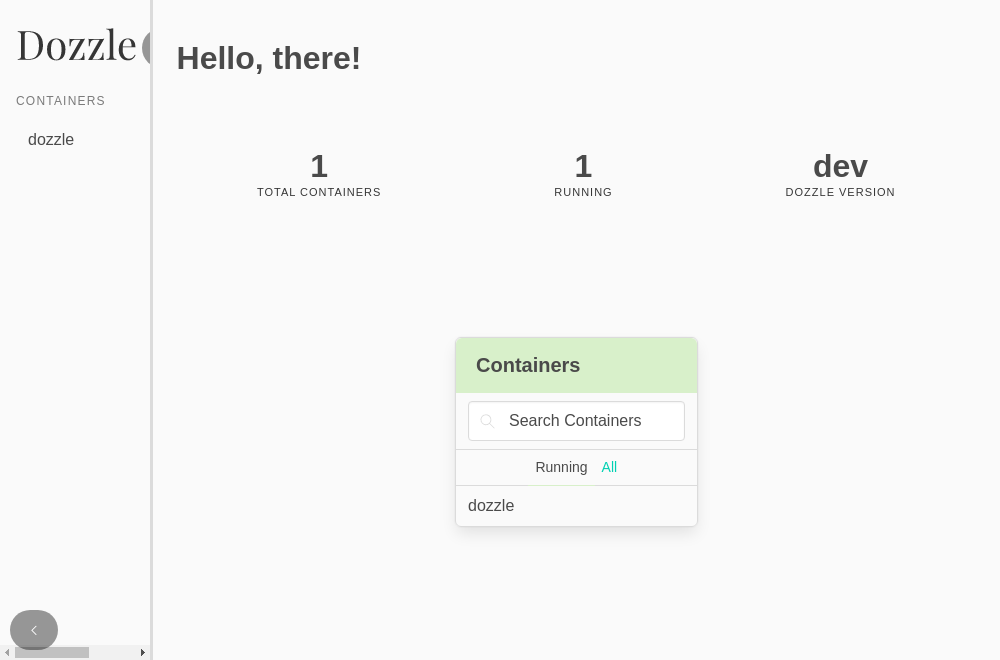 Dozzle
CONTAINERS
dozzle
Hello, there!
1
TOTAL CONTAINERS
1
RUNNING
dev
DOZZLE VERSION
Containers
Search Containers
Running All
dozzle